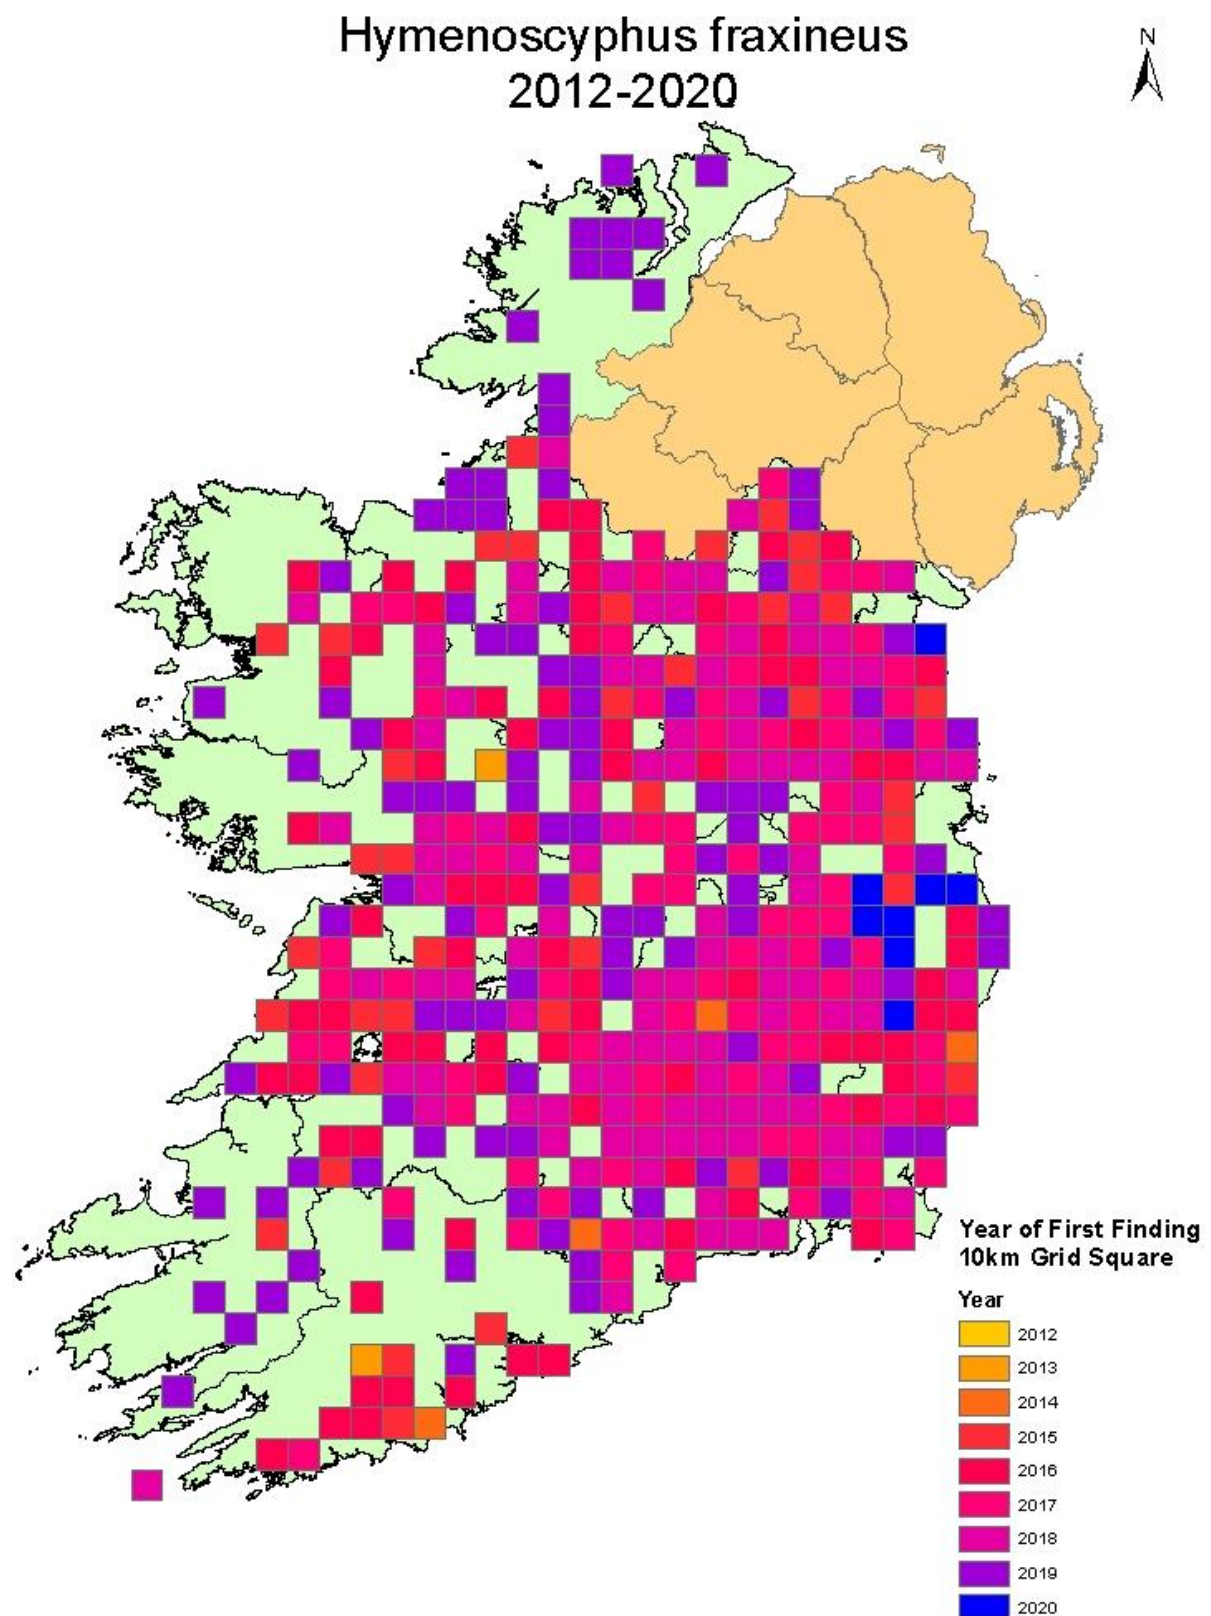 Hymenoscyphus fraxineus
2012-2020
N
Year of First Finding
10km Grid Square
Year
2012
2013
2014
2015
2016
2017
2018
2019
2020